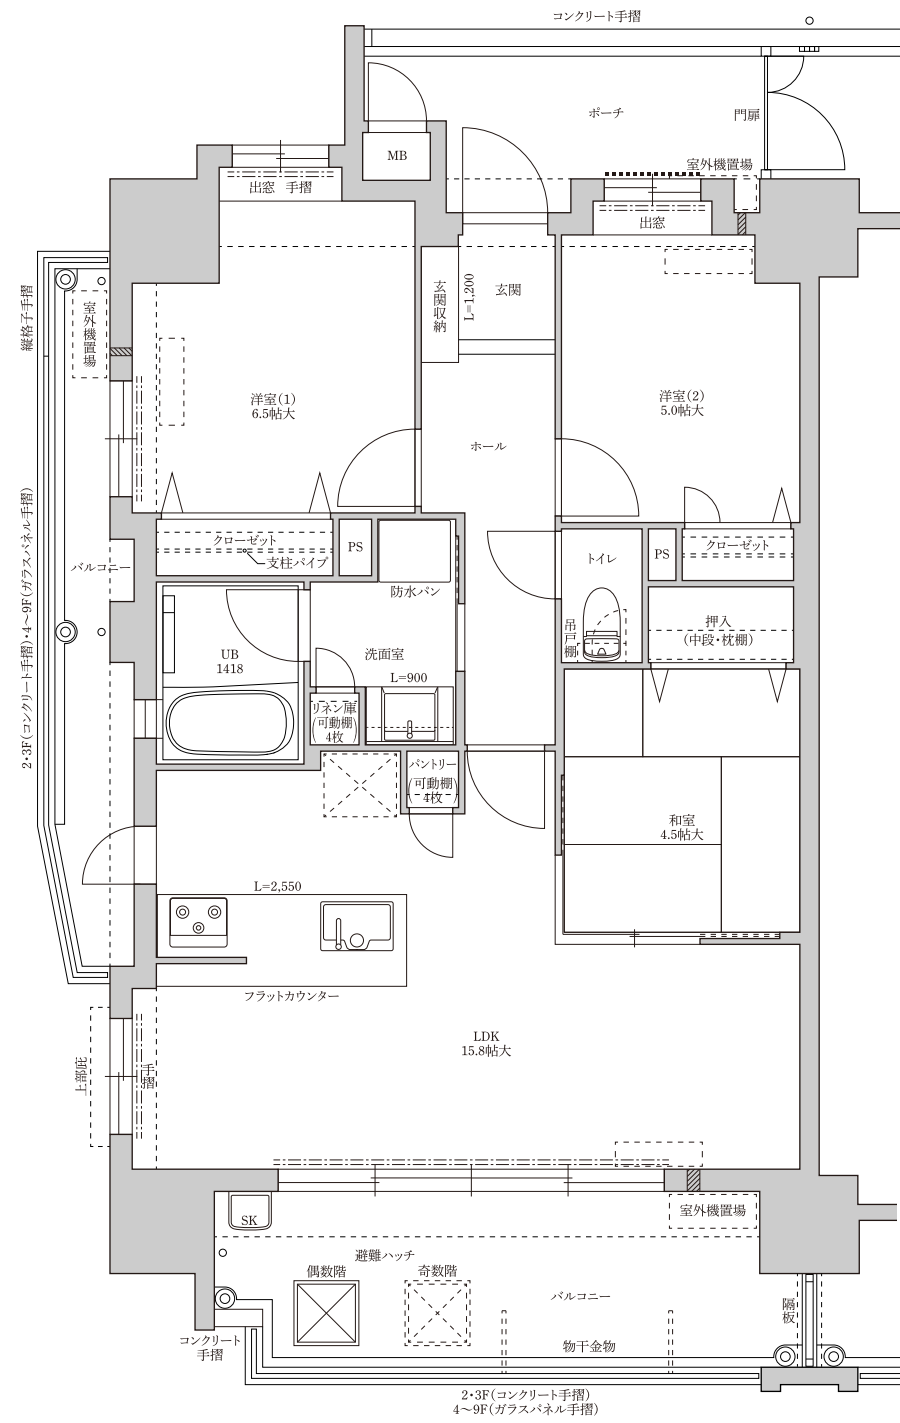 コンクリート手摺
ポーチ
門扉
MB
室外機置場
出窓　手摺
出窓
縦格子手摺
室外機置場
玄関収納
L=1,200
玄関
洋室(1)
6.5帖大
洋室(2)
5.0帖大
ホール
2・3F(コンクリート手摺)・4〜9F(ガラスパネル手摺)
バルコニー
クローゼット
支柱パイプ
PS
防水パン
トイレ
吊戸棚
PS
クローゼット
押入
(中段・枕棚)
UB
1418
洗面室
L=900
リネン庫
(可動棚)
4枚
パントリー
(可動棚)
4枚
和室
4.5帖大
L=2,550
フラットカウンター
LDK
15.8帖大
上部庇
手摺
SK
室外機置場
避難ハッチ
偶数階
奇数階
バルコニー
隔板
物干金物
コンクリート
手摺
2・3F(コンクリート手摺)
4〜9F(ガラスパネル手摺)